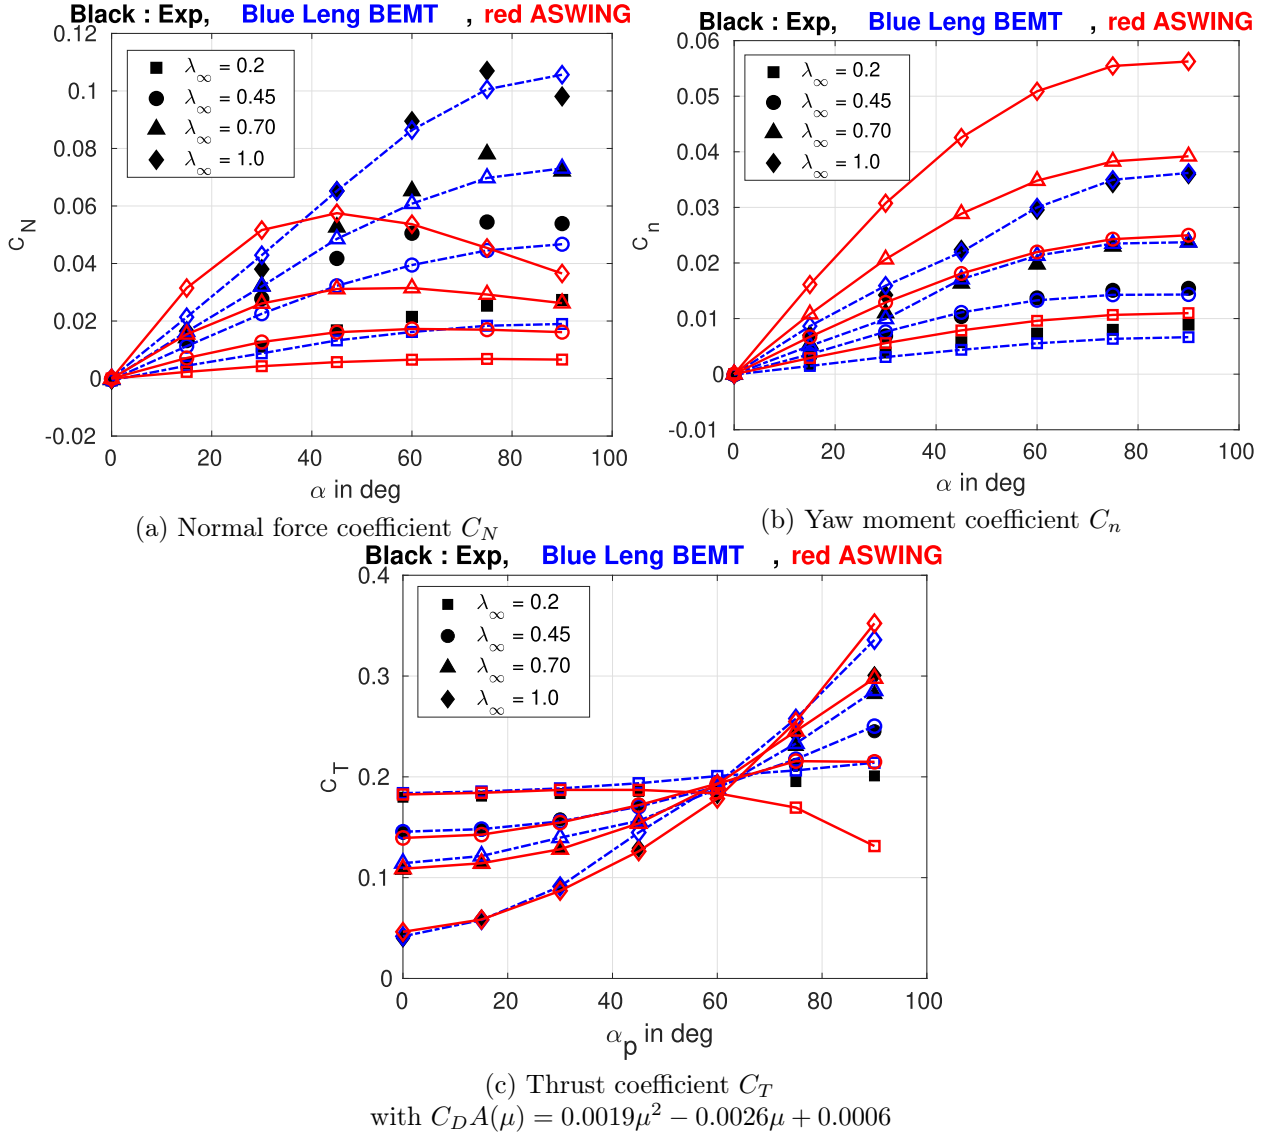 Black : Exp, Blue Leng BEMT , red ASWING
0.12
0.1
0.08
0.06
0.04
0.02
0
-0.02
C_N
λ_∞ = 0.2
λ_∞ = 0.45
λ_∞ = 0.70
λ_∞ = 1.0
0 20 40 60 80 100
α in deg
(a) Normal force coefficient C_N
Black : Exp, Blue Leng BEMT , red ASWING
0.06
0.05
0.04
0.03
0.02
0.01
0
-0.01
C_n
λ_∞ = 0.2
λ_∞ = 0.45
λ_∞ = 0.70
λ_∞ = 1.0
0 20 40 60 80 100
α in deg
(b) Yaw moment coefficient C_n
Black : Exp, Blue Leng BEMT , red ASWING
0.4
0.3
0.2
0.1
0
C_T
λ_∞ = 0.2
λ_∞ = 0.45
λ_∞ = 0.70
λ_∞ = 1.0
0 20 40 60 80 100
α_p in deg
(c) Thrust coefficient C_T
with C_D A(μ) = 0.0019μ² − 0.0026μ + 0.0006